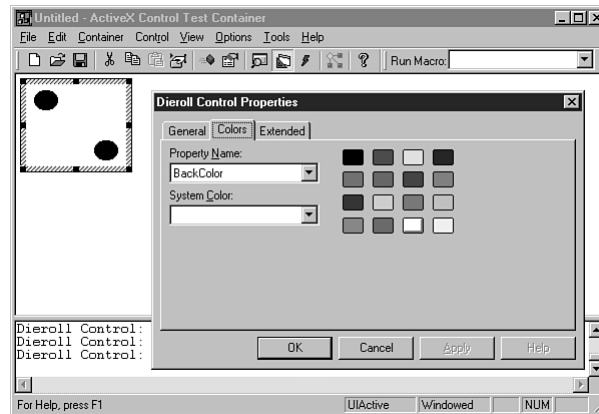 Untitled - ActiveX Control Test Container
File Edit Container Control View Options Tools Help
Run Macro:
Dieroll Control Properties
General Colors Extended
Property Name:
BackColor
System Color:
Dieroll Control:
Dieroll Control:
Dieroll Control:
OK Cancel Apply Help
For Help, press F1 UIActive Windowed NUM